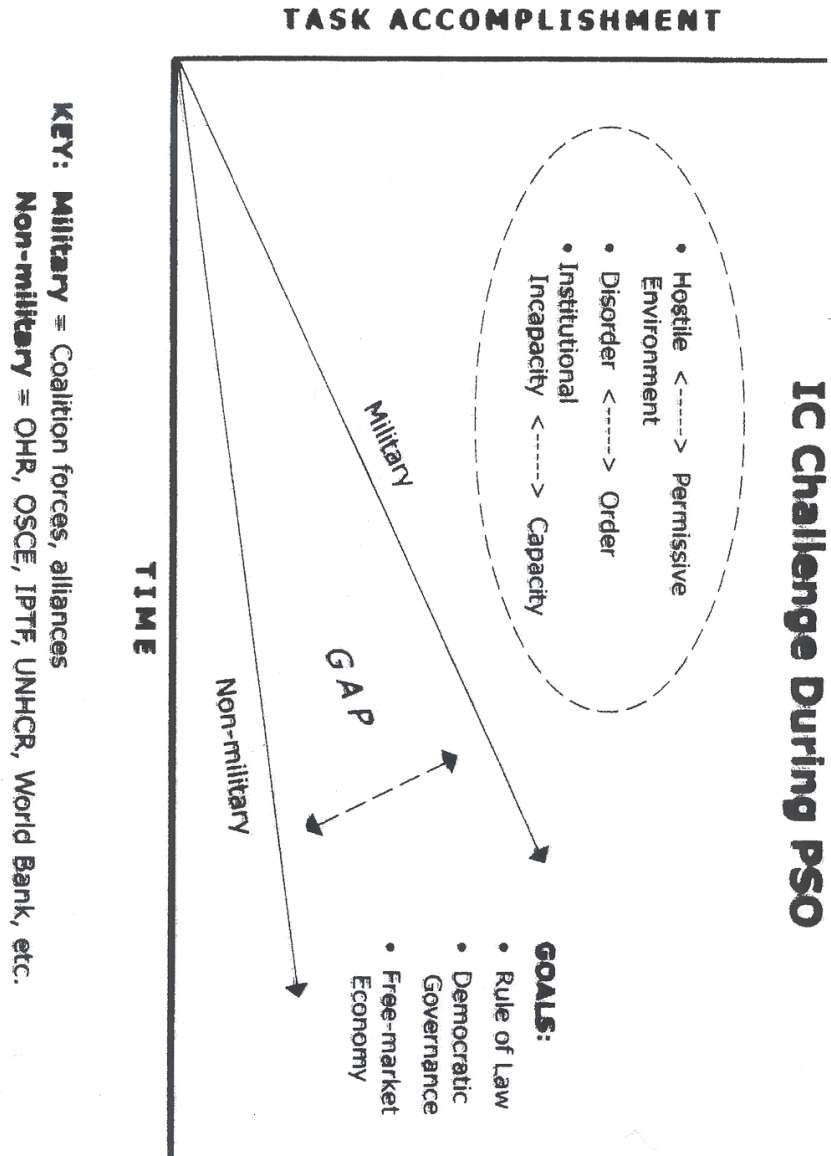 IC Challenge During PSO
TASK ACCOMPLISHMENT
• Hostile <-----> Permissive
Environment
• Disorder <-----> Order
• Institutional
Incapacity <-----> Capacity
Military
GAP
Non-military
GOALS:
• Rule of Law
• Democratic
Governance
• Free-market
Economy
TIME
KEY: Military = Coalition forces, alliances
Non-military = OHR, OSCE, IPTF, UNHCR, World Bank, etc.